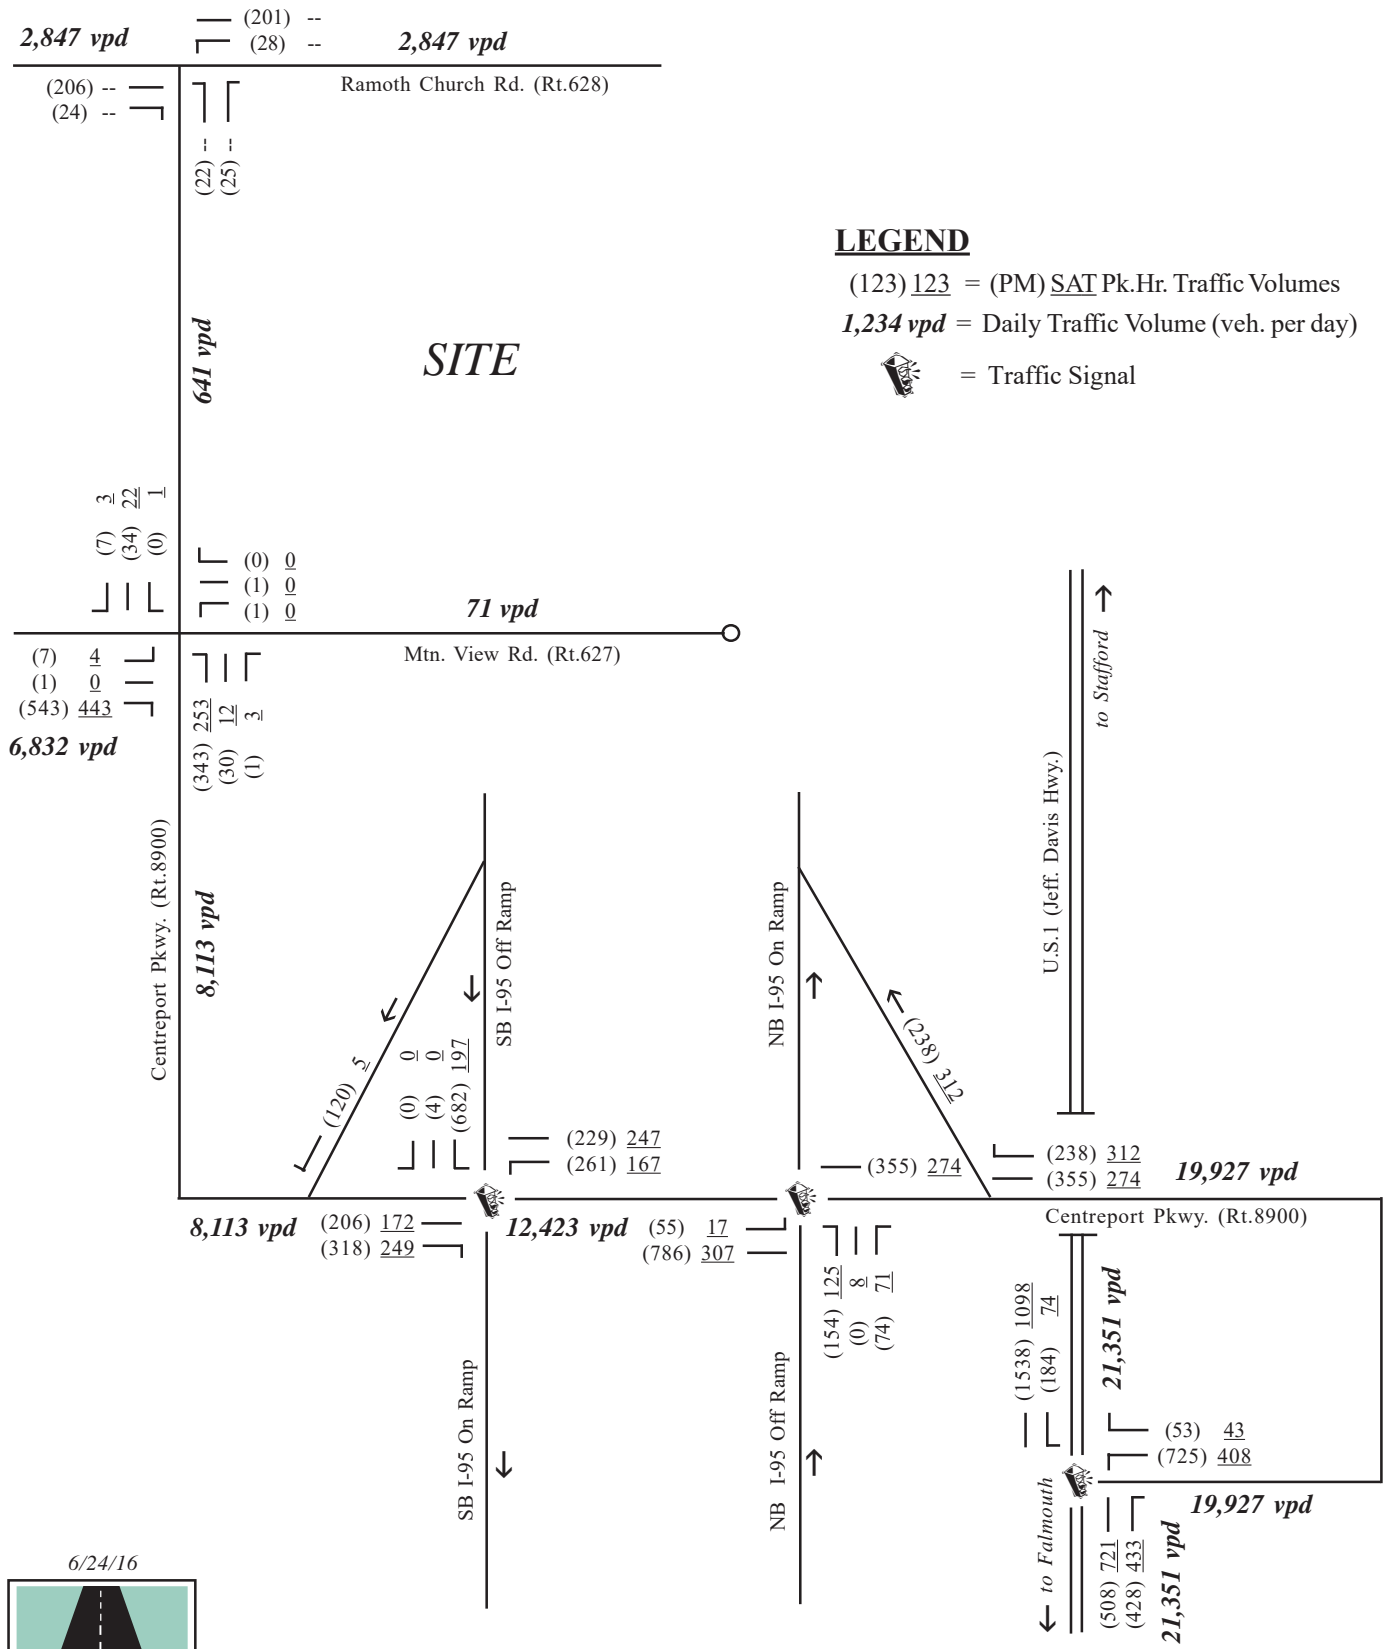 (201) --
2,847 vpd
(28) --
2,847 vpd
Ramoth Church Rd. (Rt.628)
(206) --
(24) --
(22) --
(25) --
LEGEND
(123) 123 = (PM) SAT Pk.Hr. Traffic Volumes
1,234 vpd = Daily Traffic Volume (veh. per day)
= Traffic Signal
641 vpd
SITE
(7) 3
(34) 22
(0) 1
(0) 0
(1) 0
(1) 0
71 vpd
Mtn. View Rd. (Rt.627)
(7) 4
(1) 0
(543) 443
6,832 vpd
(343) 253
(30) 12
(1) 3
to Stafford
U.S.1 (Jeff. Davis Hwy.)
Centreport Pkwy. (Rt.8900)
8,113 vpd
SB I-95 Off Ramp
NB I-95 On Ramp
(120) 5
(0) 0
(4) 0
(682) 197
(238) 312
(229) 247
(261) 167
(355) 274
(238) 312
(355) 274
19,927 vpd
Centreport Pkwy. (Rt.8900)
8,113 vpd
(206) 172
(318) 249
12,423 vpd
(55) 17
(786) 307
(154) 125
(0) 8
(74) 71
SB I-95 On Ramp
NB I-95 Off Ramp
(1538) 1098
(184) 74
21,351 vpd
(53) 43
(725) 408
19,927 vpd
to Falmouth
(508) 721
(428) 433
21,351 vpd
6/24/16